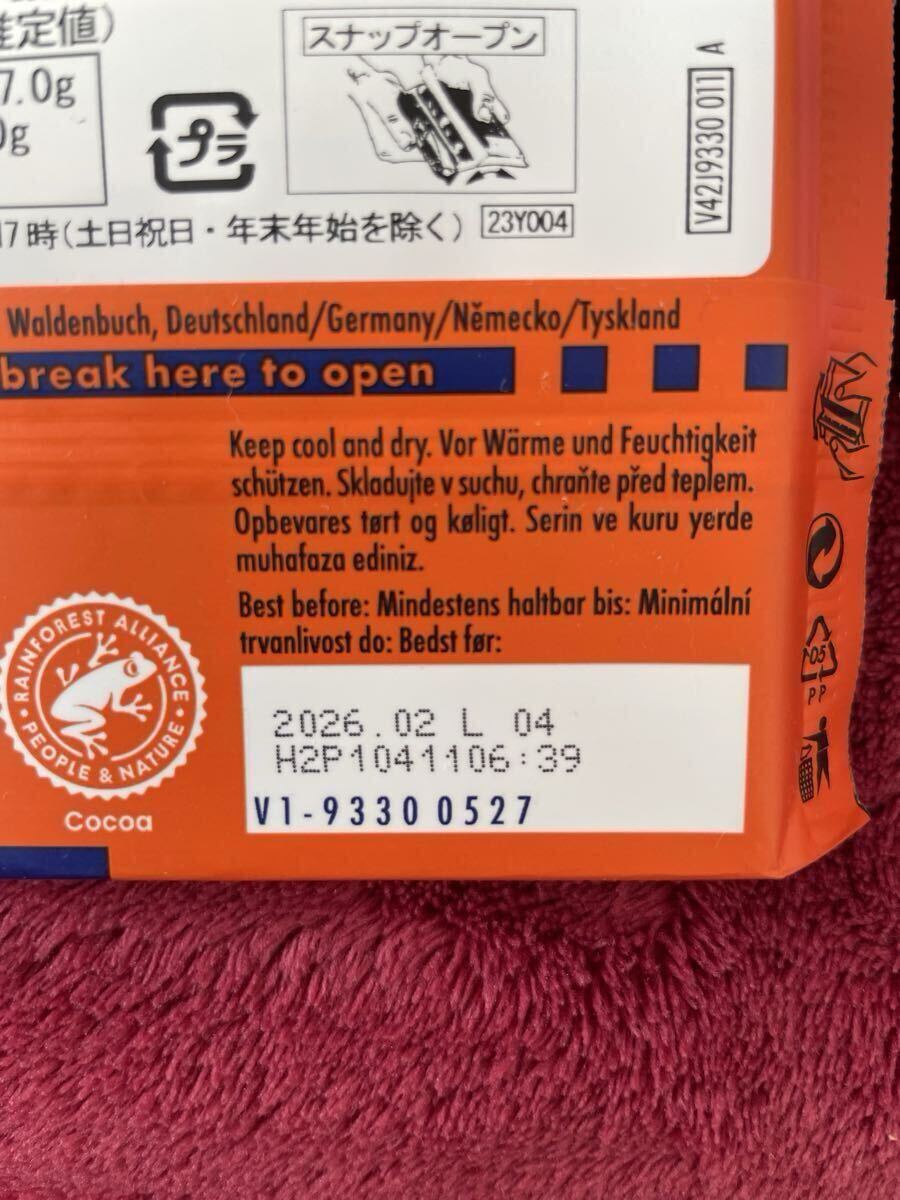 推定値)
7.0g
0g
プラ
スナップオープン
V42J9330 011 A
17時(土日祝日・年末年始を除く)
23Y004
Waldenbuch, Deutschland/Germany/Německo/Tyskland
break here to open
Keep cool and dry. Vor Wärme und Feuchtigkeit
schützen. Skladujte v suchu, chraňte před teplem.
Opbevares tørt og køligt. Serin ve kuru yerde
muhafaza ediniz.
Best before: Mindestens haltbar bis: Minimální
trvanlivost do: Bedst før:
RAINFOREST ALLIANCE
PEOPLE & NATURE
Cocoa
2026.02 L 04
H2P1041106:39
V1-93300527
05
PP